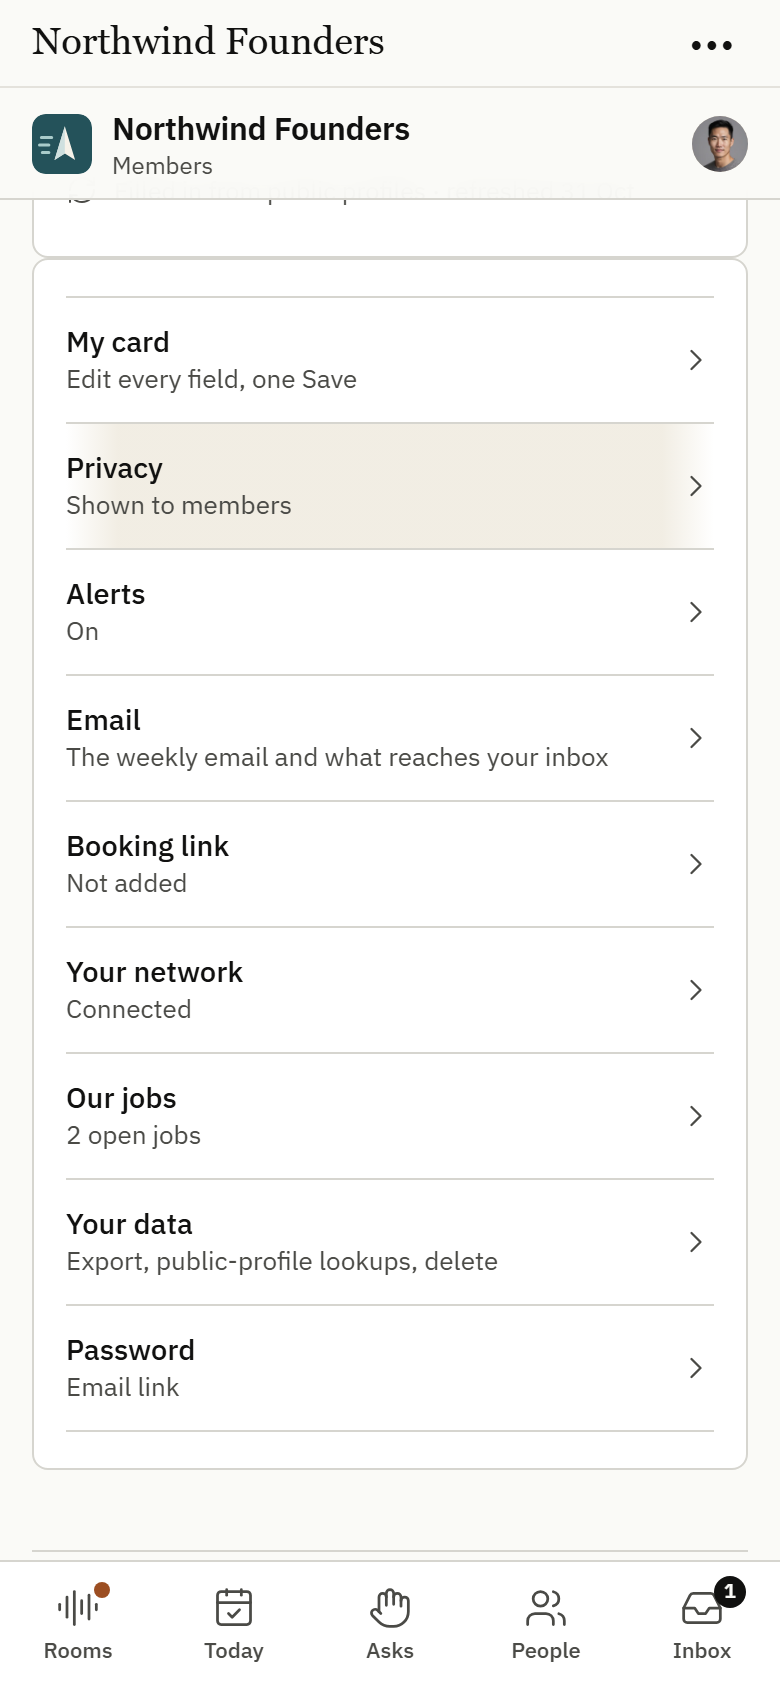 Northwind Founders
Northwind Founders
Members
My card
Edit every field, one Save
Privacy
Shown to members
Alerts
On
Email
The weekly email and what reaches your inbox
Booking link
Not added
Your network
Connected
Our jobs
2 open jobs
Your data
Export, public-profile lookups, delete
Password
Email link
1
Rooms
Today
Asks
People
Inbox